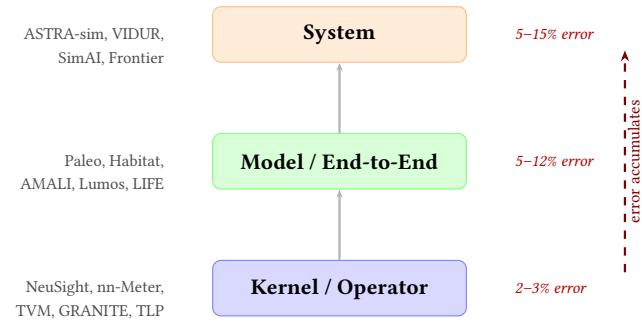 ASTRA-sim, VIDUR,
SimAI, Frontier
System
5–15% error
Paleo, Habitat,
AMALI, Lumos, LIFE
Model / End-to-End
5–12% error
NeuSight, nn-Meter,
TVM, GRANITE, TLP
Kernel / Operator
2–3% error
error accumulates